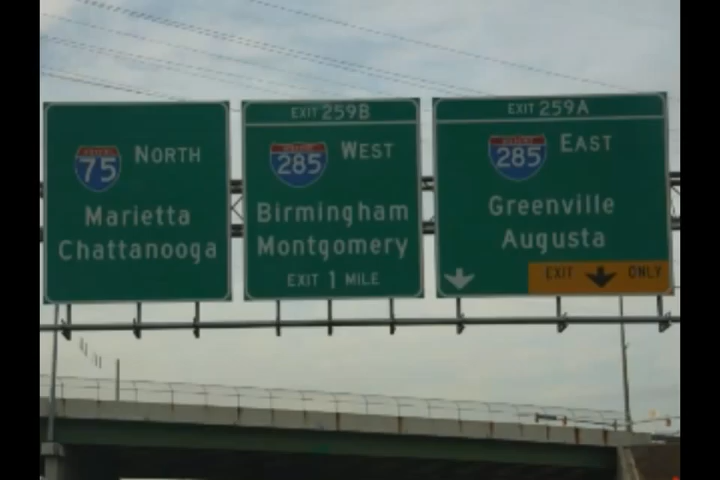 75 NORTH
Marietta
Chattanooga
EXIT 259B
285 WEST
Birmingham
Montgomery
EXIT 1 MILE
EXIT 259A
285 EAST
Greenville
Augusta
EXIT ONLY